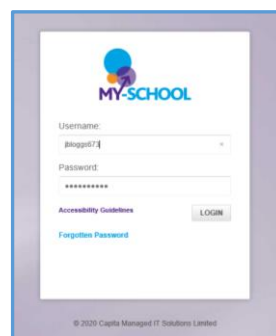 MY-SCHOOL
Username:
jbloggs673
Password:
**********
Accessibility Guidelines
LOGIN
Forgotten Password
© 2020 Capita Managed IT Solutions Limited